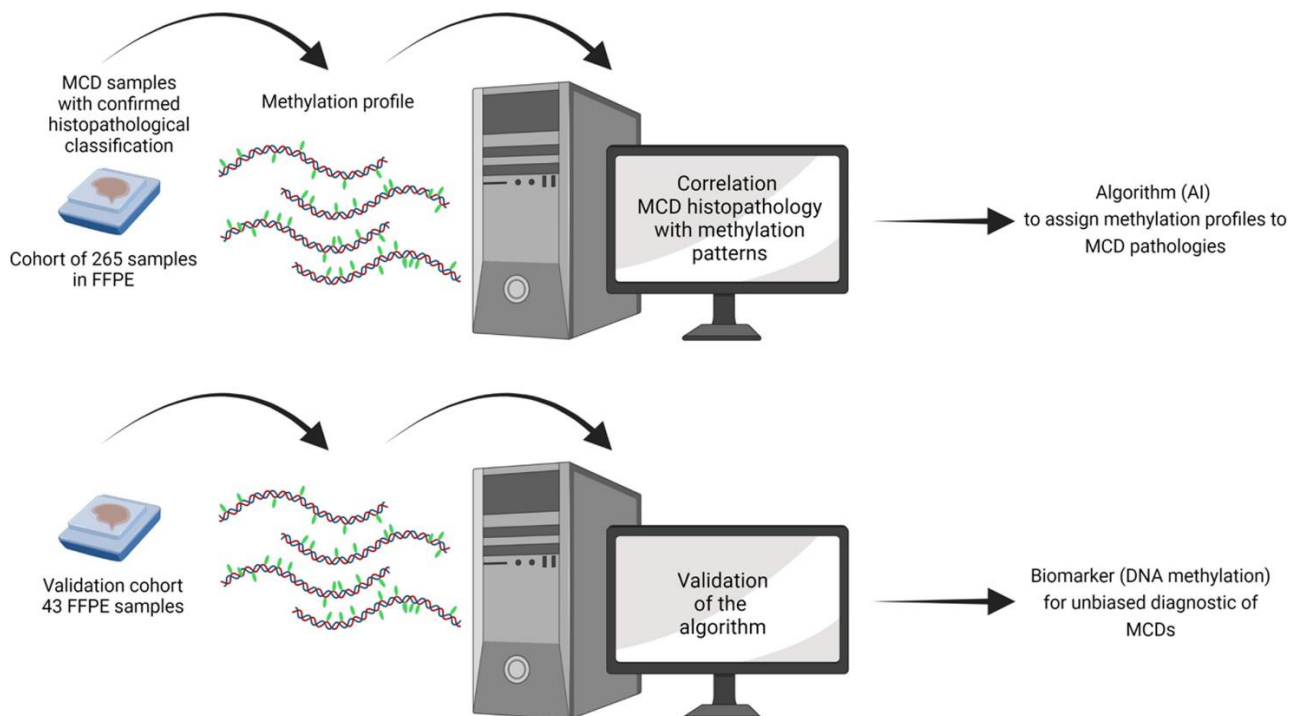 MCD samples
with confirmed
histopathological
classification
Cohort of 265 samples
in FFPE
Methylation profile
Correlation
MCD histopathology
with methylation
patterns
Algorithm (AI)
to assign methylation profiles to
MCD pathologies
Validation cohort
43 FFPE samples
Validation
of the
algorithm
Biomarker (DNA methylation)
for unbiased diagnostic of
MCDs